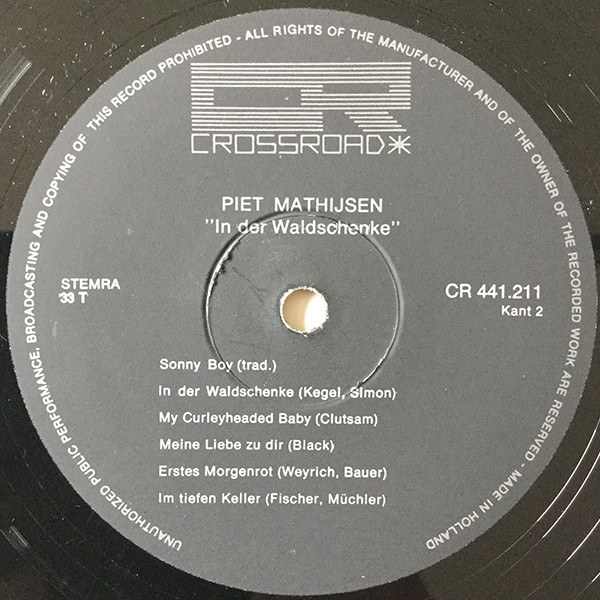 UNAUTHORIZED PUBLIC PERFORMANCE, BROADCASTING AND COPYING OF THIS RECORD PROHIBITED - ALL RIGHTS OF THE MANUFACTURER AND OF THE OWNER OF THE RECORDED WORK ARE RESERVED - MADE IN HOLLAND
CR
CROSSROAD
PIET MATHIJSEN
"In der Waldschenke"
STEMRA
33 T
CR 441.211
Kant 2
Sonny Boy (trad.)
In der Waldschenke (Kegel, Simon)
My Curleyheaded Baby (Clutsam)
Meine Liebe zu dir (Black)
Erstes Morgenrot (Weyrich, Bauer)
Im tiefen Keller (Fischer, Müchler)